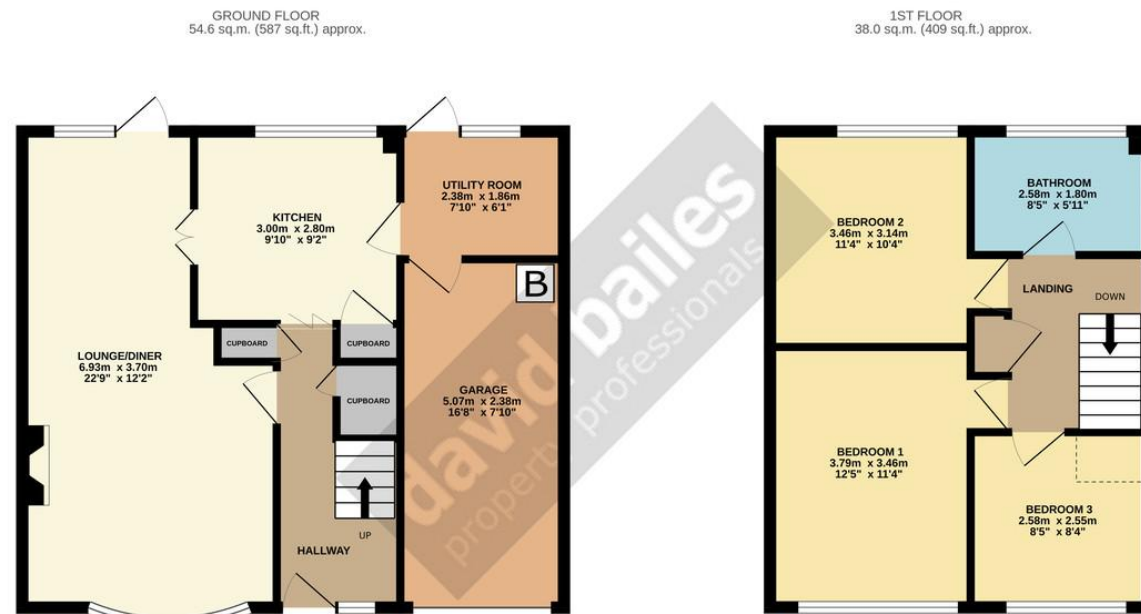 GROUND FLOOR
54.6 sq.m. (587 sq.ft.) approx.
1ST FLOOR
38.0 sq.m. (409 sq.ft.) approx.
UTILITY ROOM
2.38m x 1.86m
7'10" x 6'1"
KITCHEN
3.00m x 2.80m
9'10" x 9'2"
B
CUPBOARD
CUPBOARD
LOUNGE/DINER
6.93m x 3.70m
22'9" x 12'2"
CUPBOARD
GARAGE
5.07m x 2.38m
16'8" x 7'10"
UP
HALLWAY
BATHROOM
2.58m x 1.80m
8'5" x 5'11"
BEDROOM 2
3.46m x 3.14m
11'4" x 10'4"
LANDING
DOWN
BEDROOM 1
3.79m x 3.46m
12'5" x 11'4"
BEDROOM 3
2.58m x 2.55m
8'5" x 8'4"
david bailes
property professionals